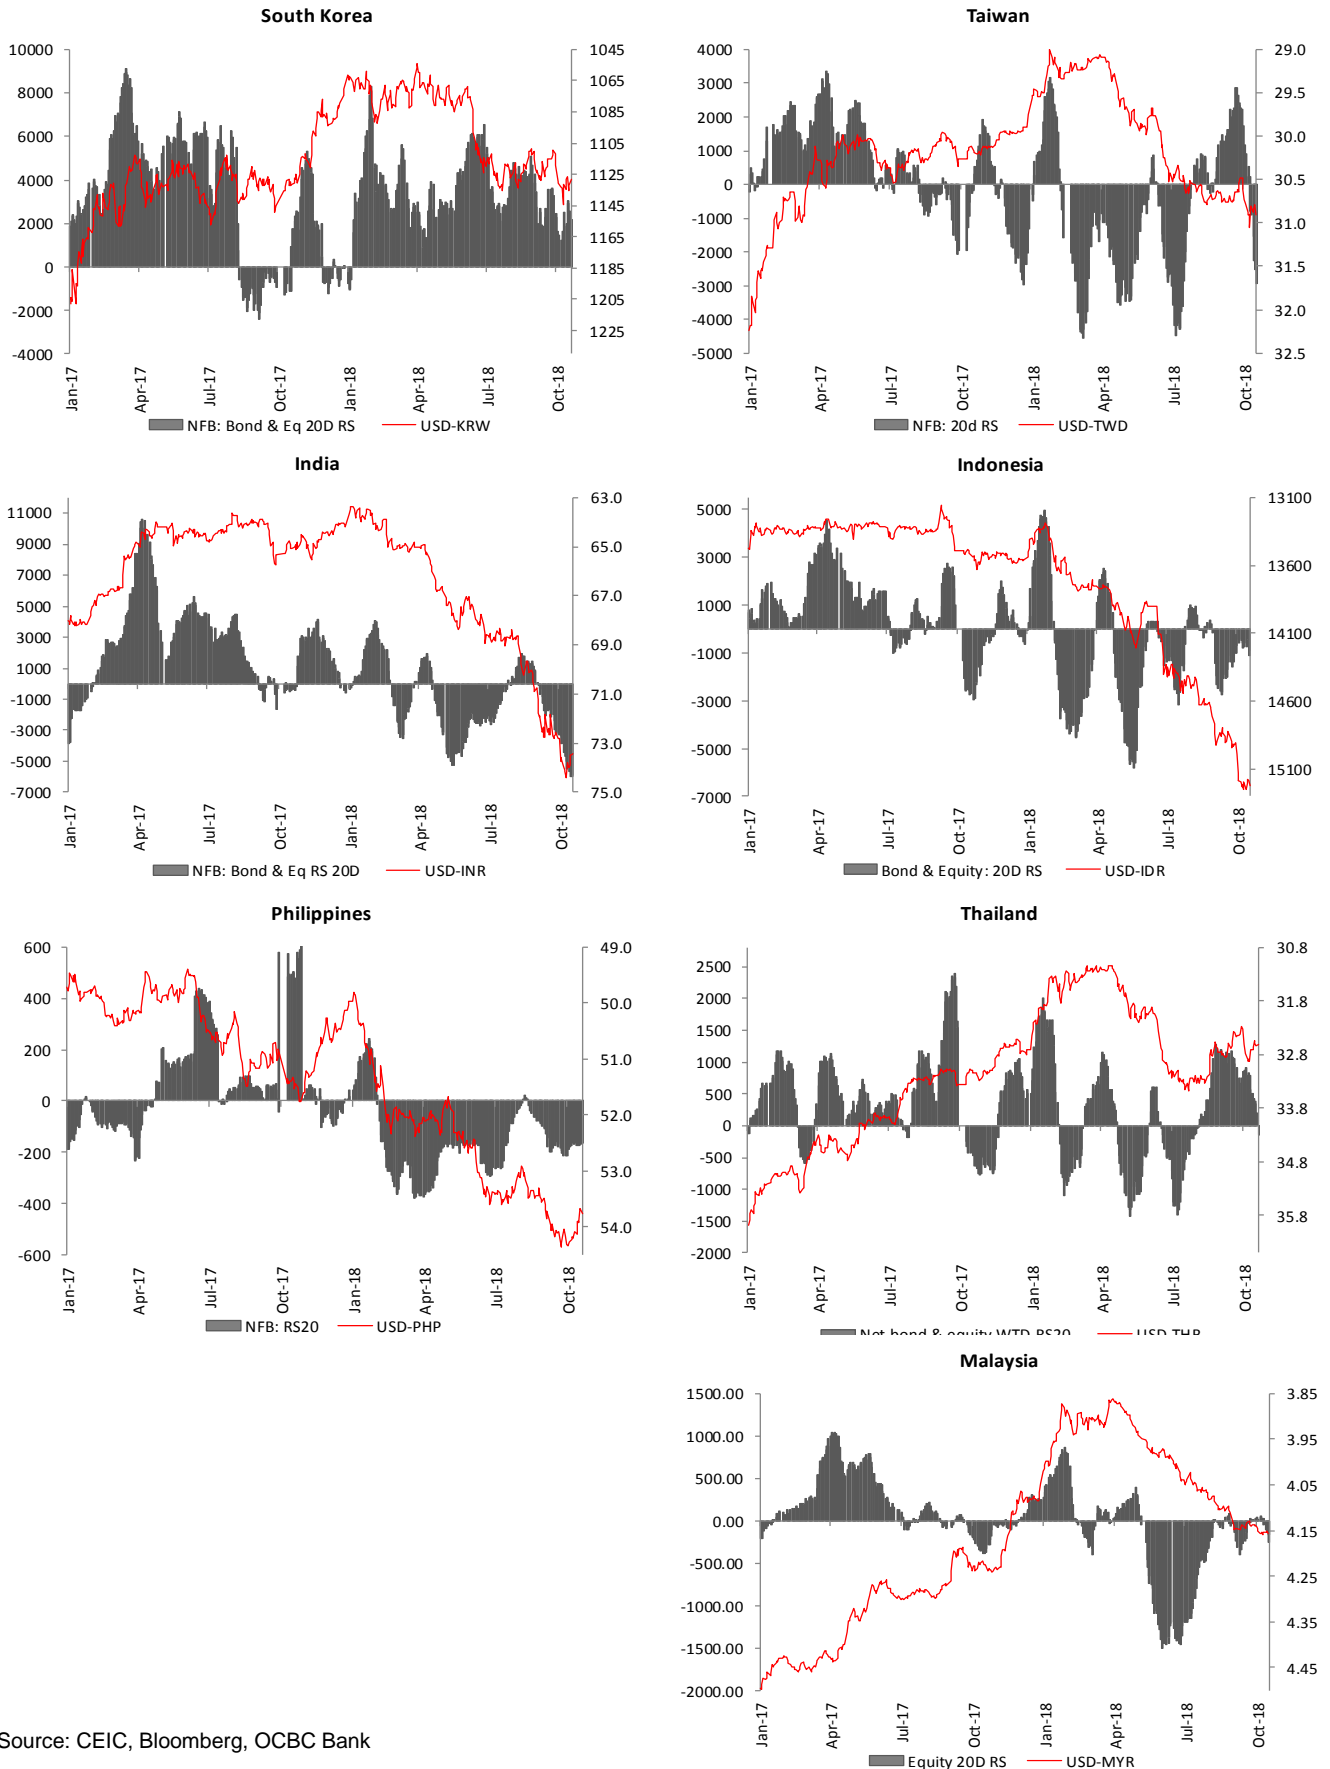 South Korea
10000
8000
6000
4000
2000
0
-2000
-4000
1045
1065
1085
1105
1125
1145
1165
1185
1205
1225
Jan-17
Apr-17
Jul-17
Oct-17
Jan-18
Apr-18
Jul-18
Oct-18
NFB: Bond & Eq 20D RS
USD-KRW
Taiwan
4000
3000
2000
1000
0
-1000
-2000
-3000
-4000
-5000
29.0
29.5
30.0
30.5
31.0
31.5
32.0
32.5
Jan-17
Apr-17
Jul-17
Oct-17
Jan-18
Apr-18
Jul-18
Oct-18
NFB: 20d RS
USD-TWD
India
11000
9000
7000
5000
3000
1000
-1000
-3000
-5000
-7000
63.0
65.0
67.0
69.0
71.0
73.0
75.0
Jan-17
Apr-17
Jul-17
Oct-17
Jan-18
Apr-18
Jul-18
Oct-18
NFB: Bond & Eq RS 20D
USD-INR
Indonesia
5000
3000
1000
-1000
-3000
-5000
-7000
13100
13600
14100
14600
15100
Jan-17
Apr-17
Jul-17
Oct-17
Jan-18
Apr-18
Jul-18
Oct-18
Bond & Equity: 20D RS
USD-IDR
Philippines
600
400
200
0
-200
-400
-600
49.0
50.0
51.0
52.0
53.0
54.0
Jan-17
Apr-17
Jul-17
Oct-17
Jan-18
Apr-18
Jul-18
Oct-18
NFB: RS20
USD-PHP
Thailand
2500
2000
1500
1000
500
0
-500
-1000
-1500
-2000
30.8
31.8
32.8
33.8
34.8
35.8
Jan-17
Apr-17
Jul-17
Oct-17
Jan-18
Apr-18
Jul-18
Oct-18
Net bond & equity WTD RS20
USD-THB
Malaysia
1500.00
1000.00
500.00
0.00
-500.00
-1000.00
-1500.00
-2000.00
3.85
3.95
4.05
4.15
4.25
4.35
4.45
Jan-17
Apr-17
Jul-17
Oct-17
Jan-18
Apr-18
Jul-18
Oct-18
Equity 20D RS
USD-MYR
Source: CEIC, Bloomberg, OCBC Bank